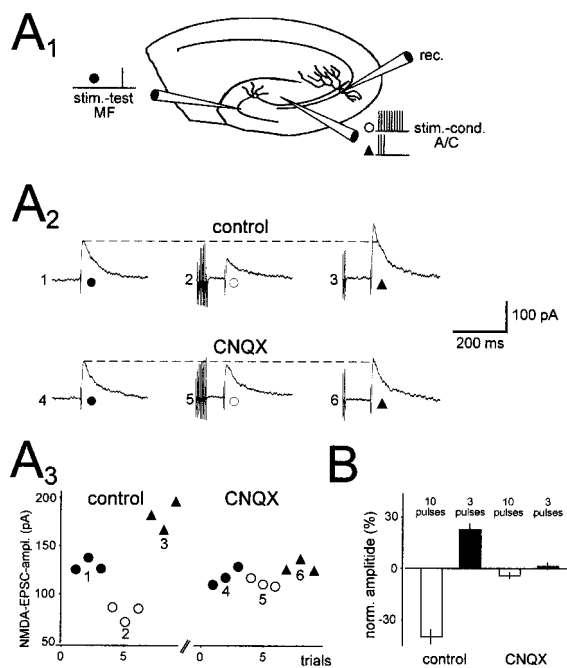 A1
rec.
stim.-test
MF
stim.-cond.
A/C
A2
control
1
2
3
100 pA
200 ms
CNQX
4
5
6
A3
control
CNQX
NMDA-EPSC-ampl. (pA)
200
150
100
50
1
2
3
4
5
6
0
5
0
5
trials
B
10 pulses
3 pulses
10 pulses
3 pulses
norm. amplitide (%)
30
0
-30
control
CNQX